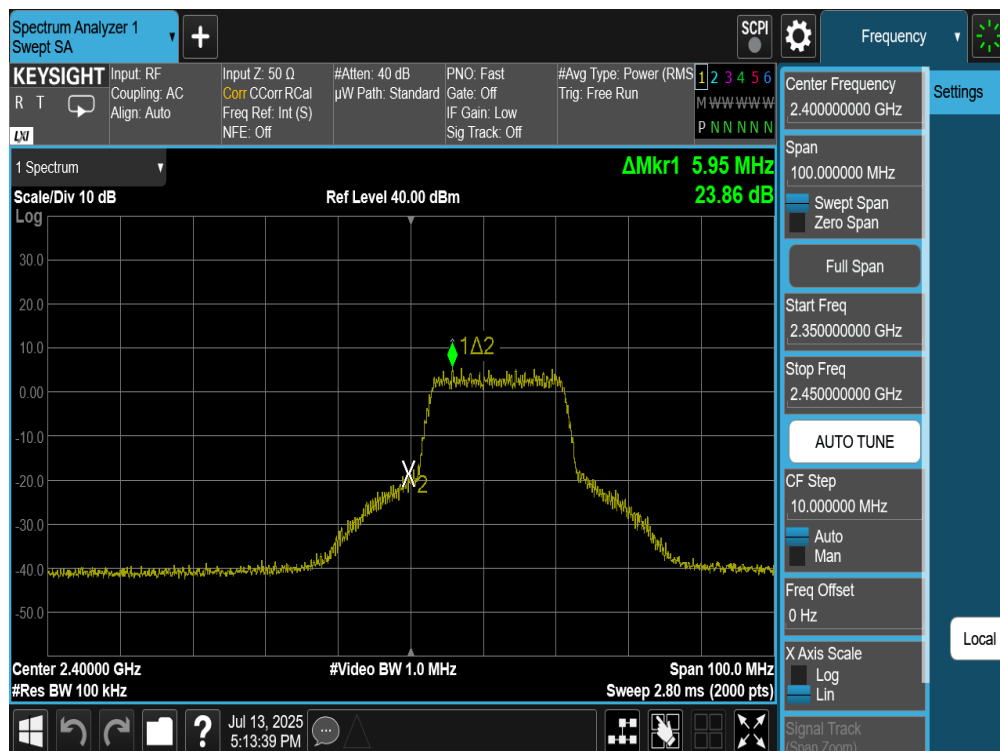 Spectrum Analyzer 1
Swept SA
+
SCPI
Frequency
KEYSIGHT
R T
LXI
Input: RF
Coupling: AC
Align: Auto
Input Z: 50 Ω
Corr CCorr RCal
Freq Ref: Int (S)
NFE: Off
#Atten: 40 dB
µW Path: Standard
PNO: Fast
Gate: Off
IF Gain: Low
Sig Track: Off
#Avg Type: Power (RMS
Trig: Free Run
1 2 3 4 5 6
M W W W W W
P N N N N N
1 Spectrum
ΔMkr1 5.95 MHz
23.86 dB
Scale/Div 10 dB
Ref Level 40.00 dBm
Log
30.0
20.0
10.0
0.00
-10.0
-20.0
-30.0
-40.0
-50.0
1Δ2
X2
Center 2.40000 GHz
#Video BW 1.0 MHz
Span 100.0 MHz
#Res BW 100 kHz
Sweep 2.80 ms (2000 pts)
Center Frequency
2.400000000 GHz
Span
100.000000 MHz
Swept Span
Zero Span
Full Span
Start Freq
2.350000000 GHz
Stop Freq
2.450000000 GHz
AUTO TUNE
CF Step
10.000000 MHz
Auto
Man
Freq Offset
0 Hz
X Axis Scale
Log
Lin
Signal Track
(Span Zoom)
Settings
Local
?
Jul 13, 2025
5:13:39 PM